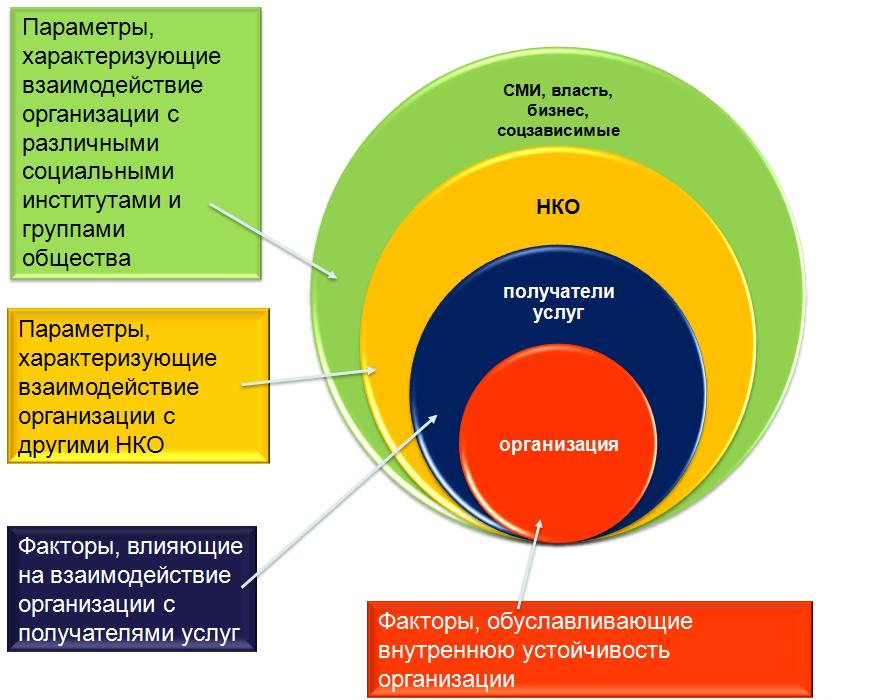 Параметры,
характеризующие
взаимодействие
организации с
различными
социальными
институтами и
группами
общества
СМИ, власть,
бизнес,
соцзависимые
НКО
Параметры,
характеризующие
взаимодействие
организации с
другими НКО
получатели
услуг
организация
Факторы, влияющие
на взаимодействие
организации с
получателями услуг
Факторы, обуславливающие
внутреннюю устойчивость
организации